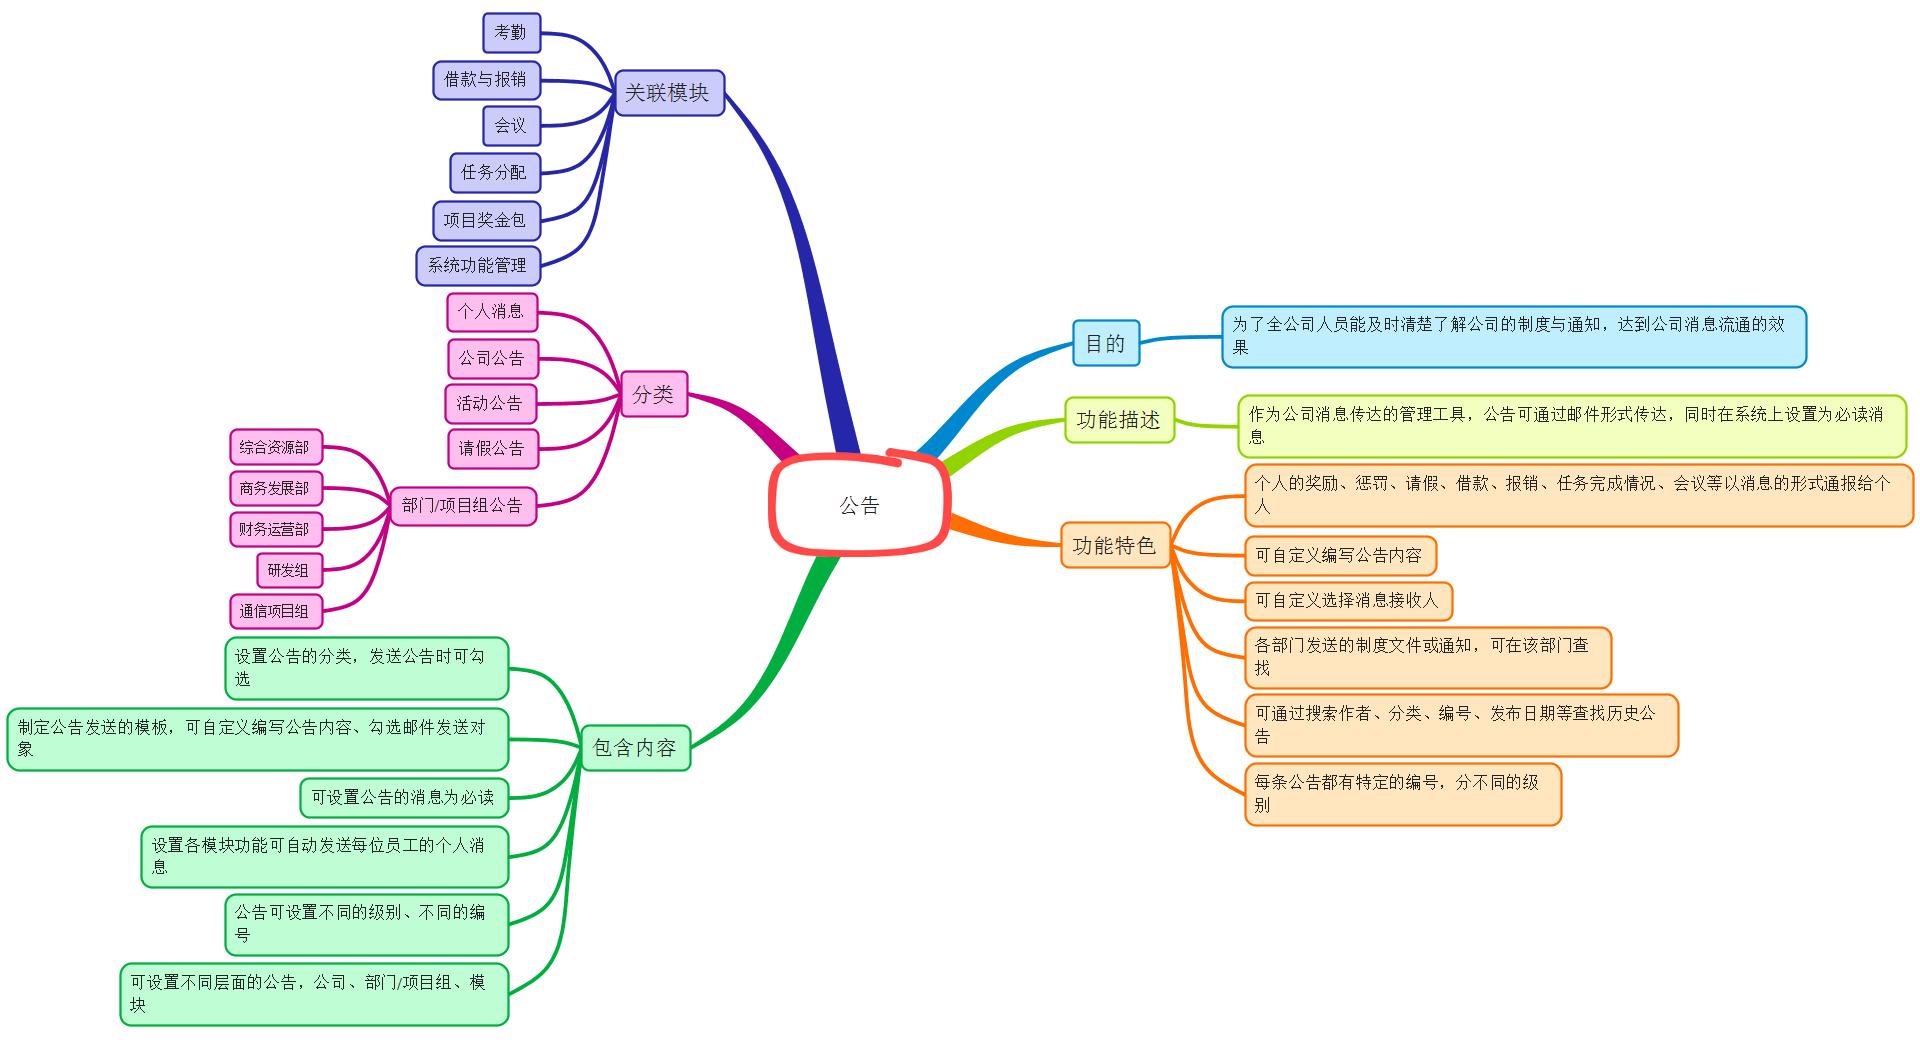 考勤
借款与报销
会议
任务分配
项目奖金包
系统功能管理
关联模块
个人消息
公司公告
活动公告
请假公告
部门/项目组公告
综合资源部
商务发展部
财务运营部
研发组
通信项目组
分类
设置公告的分类，发送公告时可勾
选
制定公告发送的模板，可自定义编写公告内容、勾选邮件发送对
象
可设置公告的消息为必读
设置各模块功能可自动发送每位员工的个人消
息
公告可设置不同的级别、不同的编
号
可设置不同层面的公告，公司、部门/项目组、模
块
包含内容
公告
目的
为了全公司人员能及时清楚了解公司的制度与通知，达到公司消息流通的效
果
功能描述
作为公司消息传达的管理工具，公告可通过邮件形式传达，同时在系统上设置为必读消
息
功能特色
个人的奖励、惩罚、请假、借款、报销、任务完成情况、会议等以消息的形式通报给个
人
可自定义编写公告内容
可自定义选择消息接收人
各部门发送的制度文件或通知，可在该部门查
找
可通过搜索作者、分类、编号、发布日期等查找历史公
告
每条公告都有特定的编号，分不同的级
别